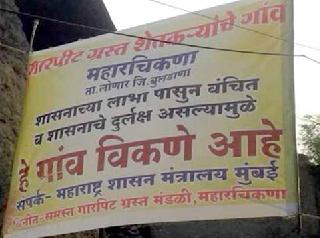 गारपीट ग्रस्त शेतकऱ्यांचे गांव
महारचिकणा
ता.लोणार जि.बुलडाणा
शासनाच्या लाभा पासुन वंचित
व शासनाचे दुर्लक्ष असल्यामुळे
हे गांव विकणे आहे
संपर्क- महाराष्ट्र शासन मंत्रालय मुंबई
विनीत-समस्त गारपिट ग्रस्त मंडळी,महारचिकणा